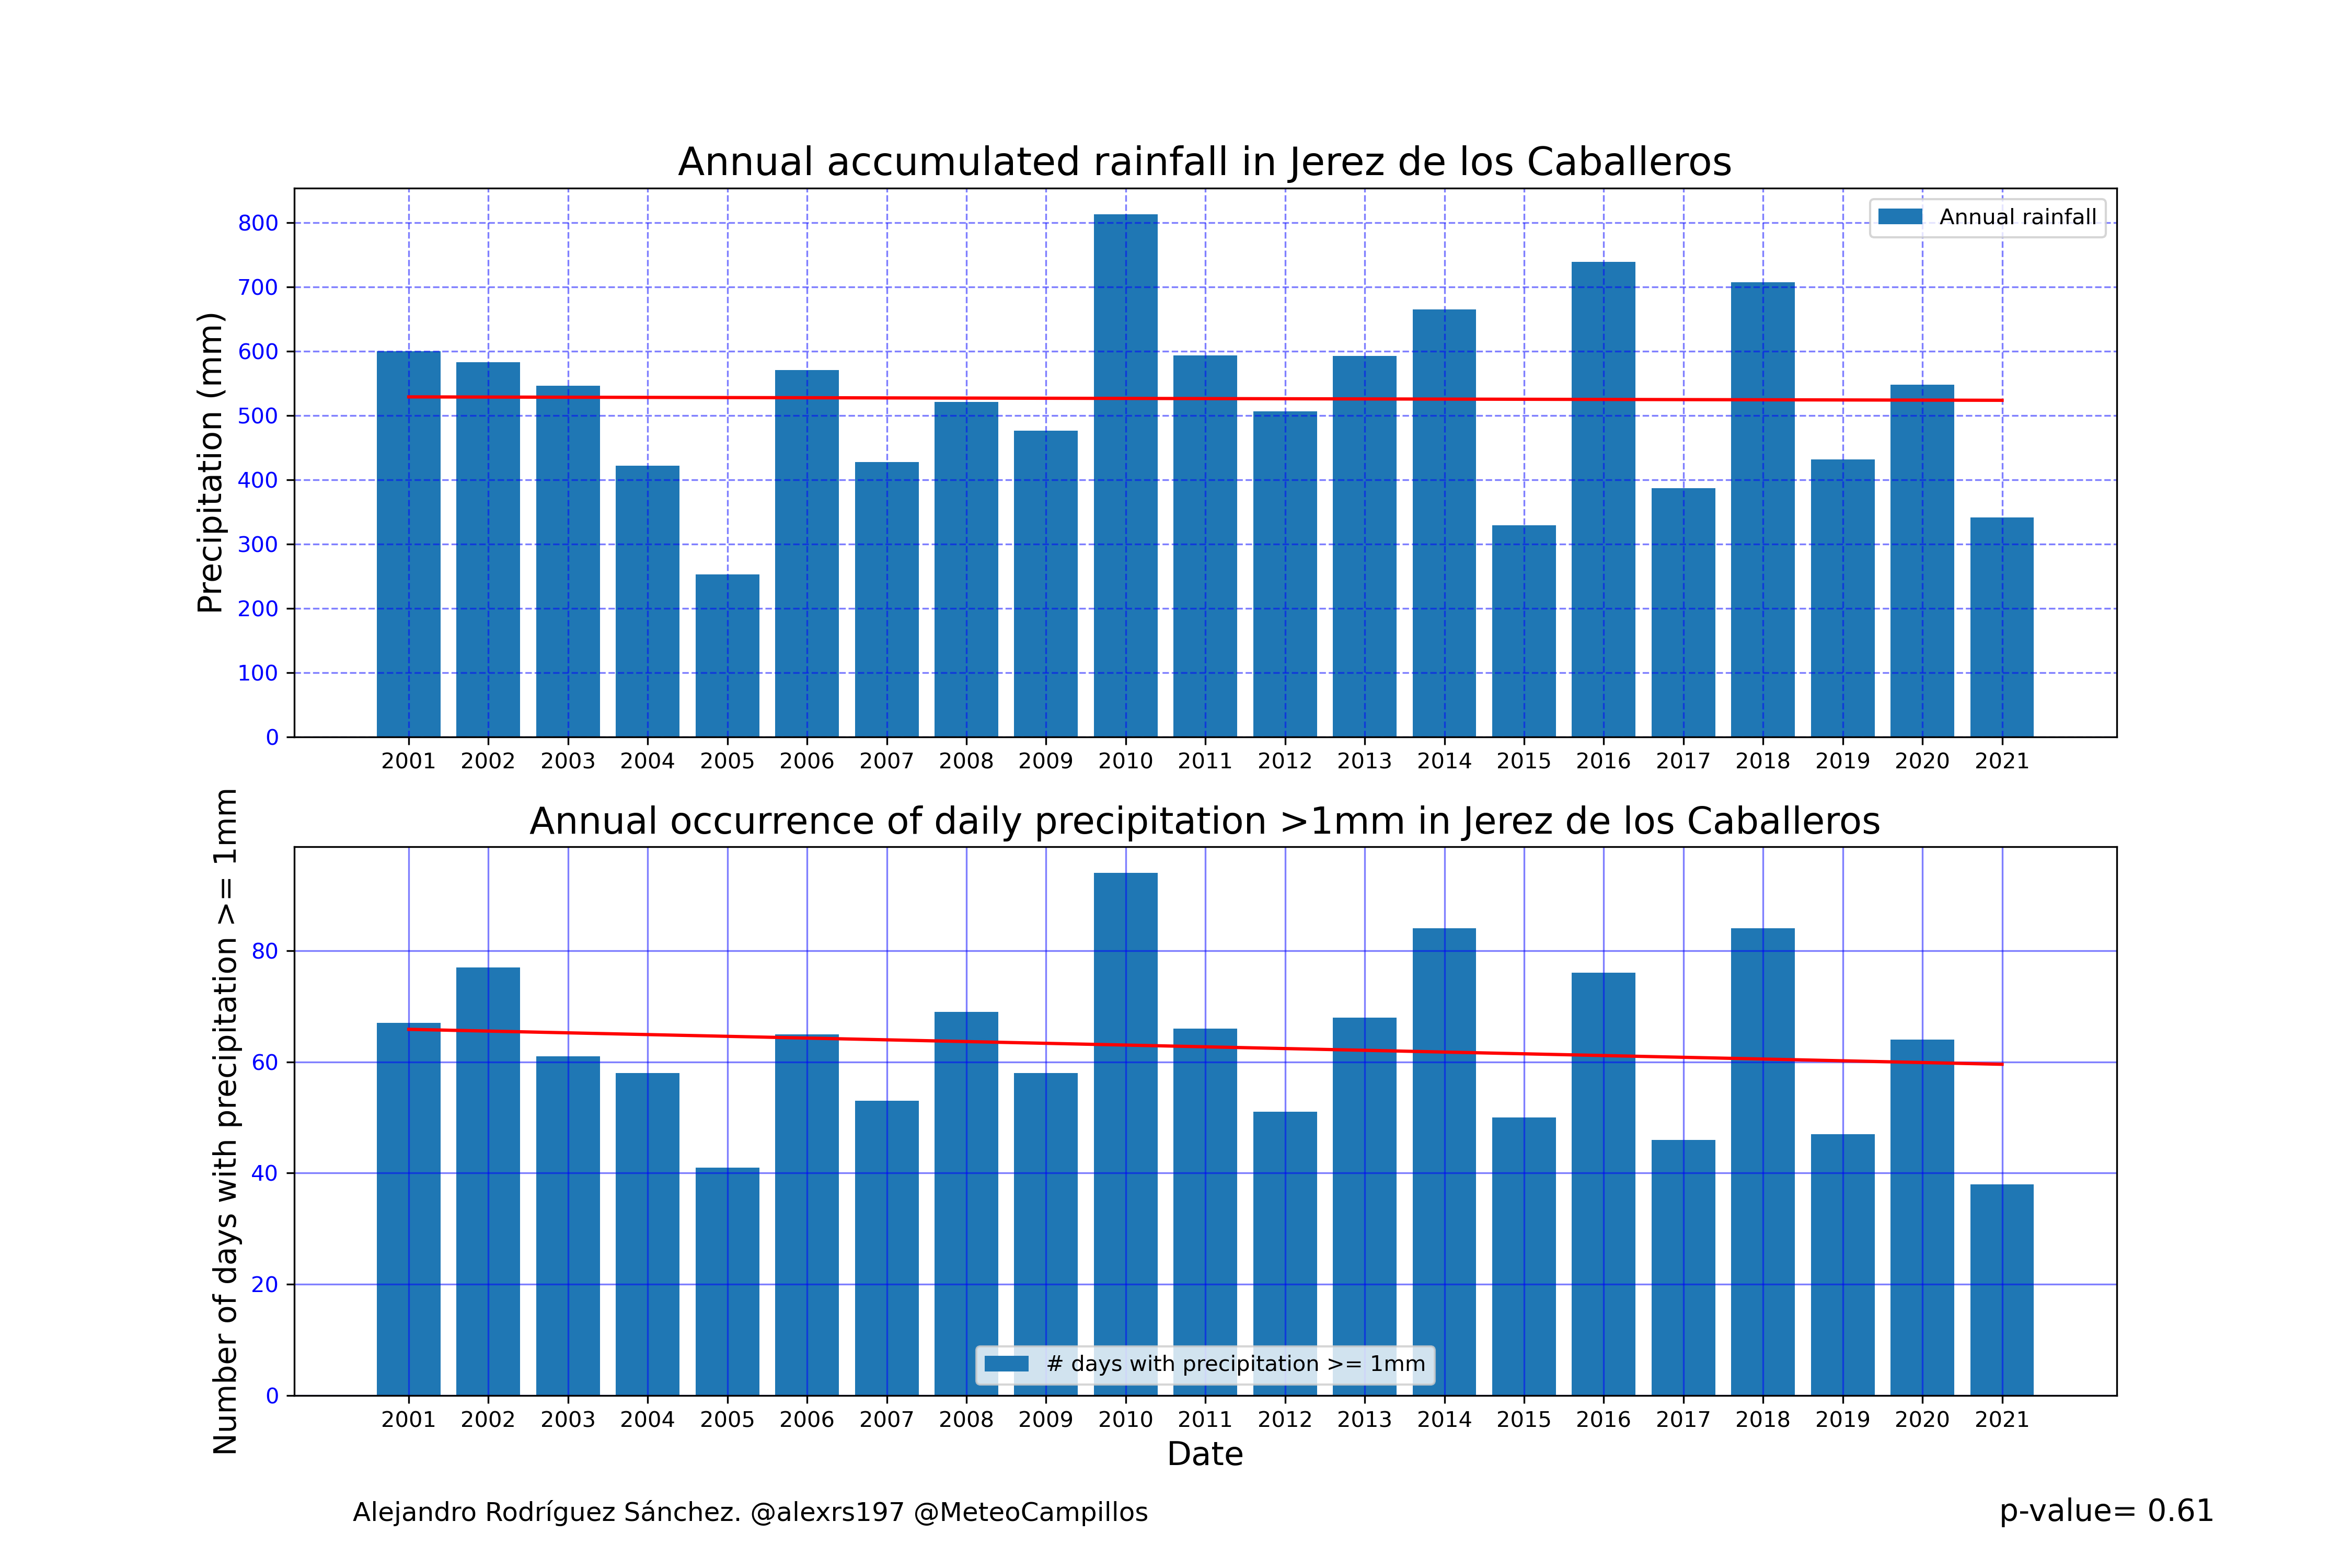 Annual accumulated rainfall in Jerez de los Caballeros
Precipitation (mm)
800
700
600
500
400
300
200
100
0
Annual rainfall
2001 2002 2003 2004 2005 2006 2007 2008 2009 2010 2011 2012 2013 2014 2015 2016 2017 2018 2019 2020 2021
Annual occurrence of daily precipitation >1mm in Jerez de los Caballeros
Number of days with precipitation >= 1mm
80
60
40
20
0
# days with precipitation >= 1mm
2001 2002 2003 2004 2005 2006 2007 2008 2009 2010 2011 2012 2013 2014 2015 2016 2017 2018 2019 2020 2021
Date
Alejandro Rodríguez Sánchez. @alexrs197 @MeteoCampillos
p-value= 0.61